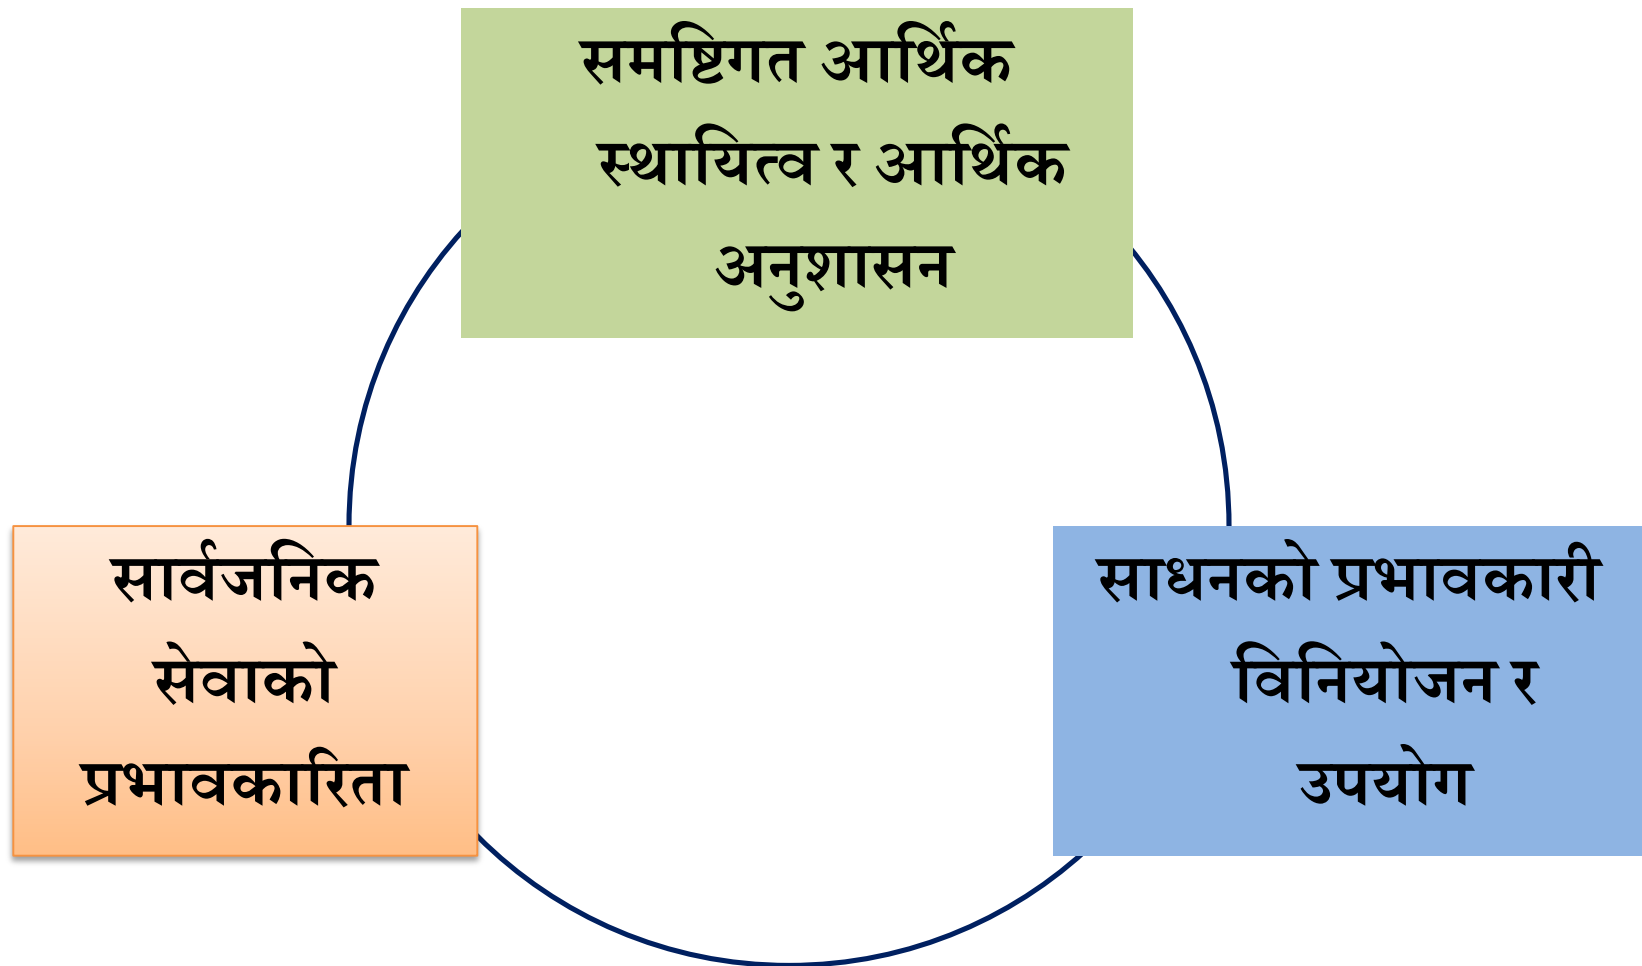 समष्टिगत आर्थिक
स्थायित्व र आर्थिक
अनुशासन
सार्वजनिक
सेवाको
प्रभावकारिता
साधनको प्रभावकारी
विनियोजन र
उपयोग